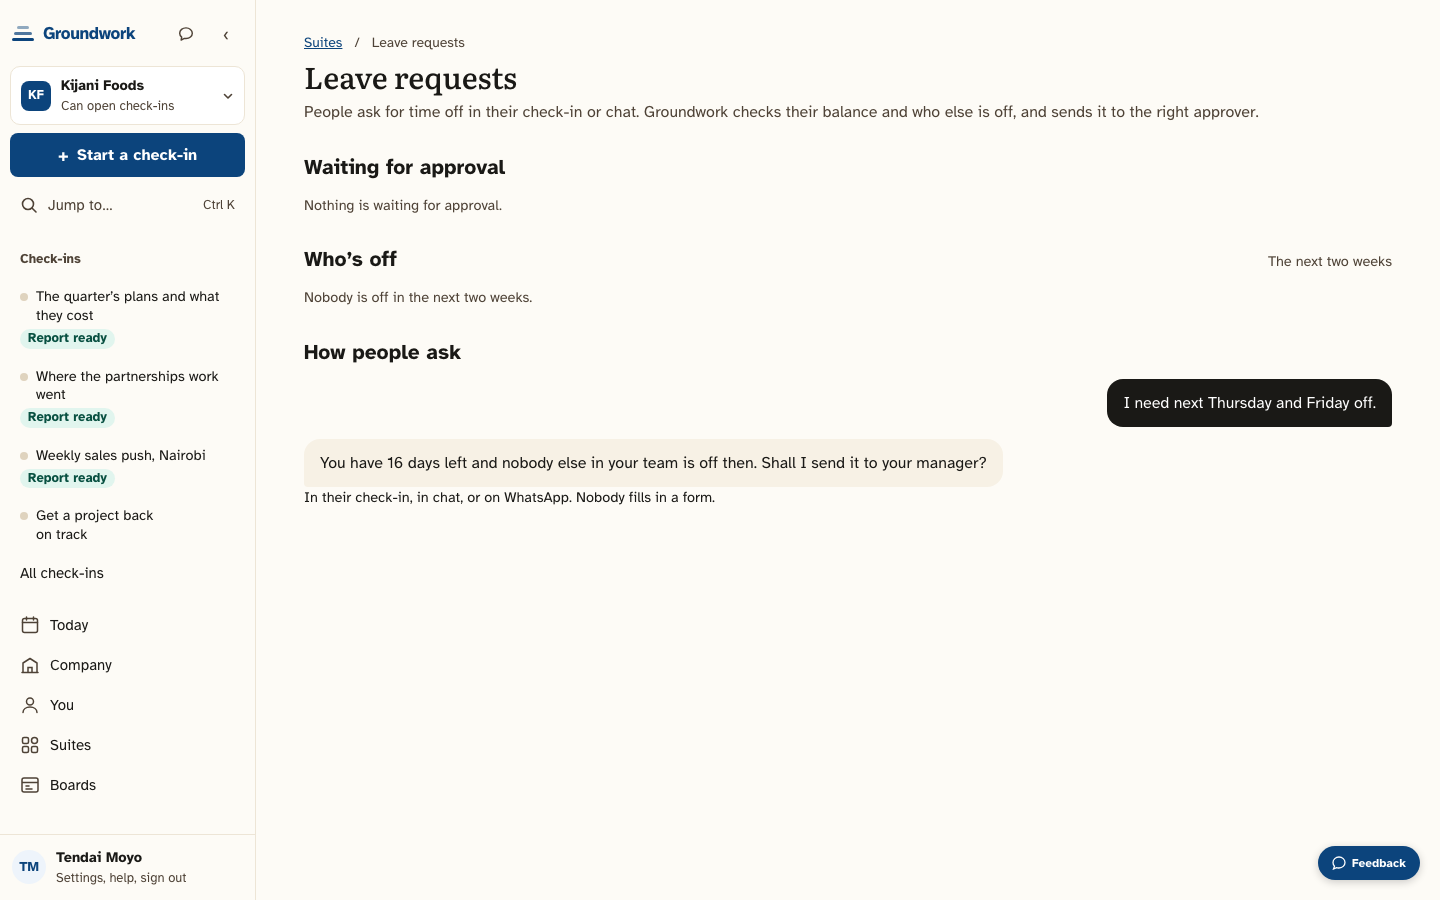 Groundwork
KF
Kijani Foods
Can open check-ins
+ Start a check-in
Jump to...
Ctrl K
Check-ins
The quarter’s plans and what
they cost
Report ready
Where the partnerships work
went
Report ready
Weekly sales push, Nairobi
Report ready
Get a project back
on track
All check-ins
Today
Company
You
Suites
Boards
TM
Tendai Moyo
Settings, help, sign out
Suites / Leave requests
Leave requests
People ask for time off in their check-in or chat. Groundwork checks their balance and who else is off, and sends it to the right approver.
Waiting for approval
Nothing is waiting for approval.
Who’s off
The next two weeks
Nobody is off in the next two weeks.
How people ask
I need next Thursday and Friday off.
You have 16 days left and nobody else in your team is off then. Shall I send it to your manager?
In their check-in, in chat, or on WhatsApp. Nobody fills in a form.
Feedback